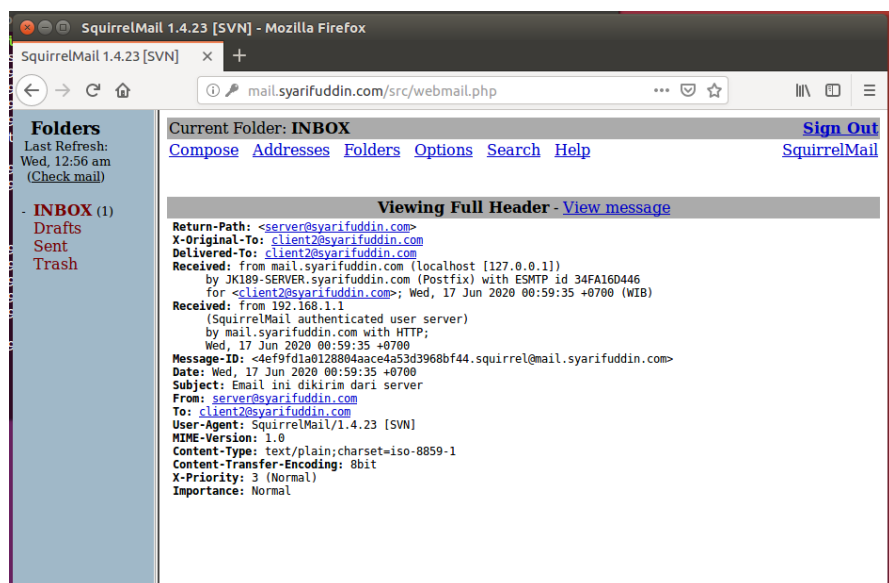 SquirrelMail 1.4.23 [SVN] - Mozilla Firefox
SquirrelMail 1.4.23 [SVN]
mail.syarifuddin.com/src/webmail.php
Folders
Last Refresh:
Wed, 12:56 am
(Check mail)
- INBOX (1)
Drafts
Sent
Trash
Current Folder: INBOX Sign Out
Compose Addresses Folders Options Search Help SquirrelMail
Viewing Full Header - View message
Return-Path: <server@syarifuddin.com>
X-Original-To: client2@syarifuddin.com
Delivered-To: client2@syarifuddin.com
Received: from mail.syarifuddin.com (localhost [127.0.0.1])
by JK189-SERVER.syarifuddin.com (Postfix) with ESMTP id 34FA16D446
for <client2@syarifuddin.com>; Wed, 17 Jun 2020 00:59:35 +0700 (WIB)
Received: from 192.168.1.1
(SquirrelMail authenticated user server)
by mail.syarifuddin.com with HTTP;
Wed, 17 Jun 2020 00:59:35 +0700
Message-ID: <4ef9fd1a0128804aace4a53d3968bf44.squirrel@mail.syarifuddin.com>
Date: Wed, 17 Jun 2020 00:59:35 +0700
Subject: Email ini dikirim dari server
From: server@syarifuddin.com
To: client2@syarifuddin.com
User-Agent: SquirrelMail/1.4.23 [SVN]
MIME-Version: 1.0
Content-Type: text/plain;charset=iso-8859-1
Content-Transfer-Encoding: 8bit
X-Priority: 3 (Normal)
Importance: Normal